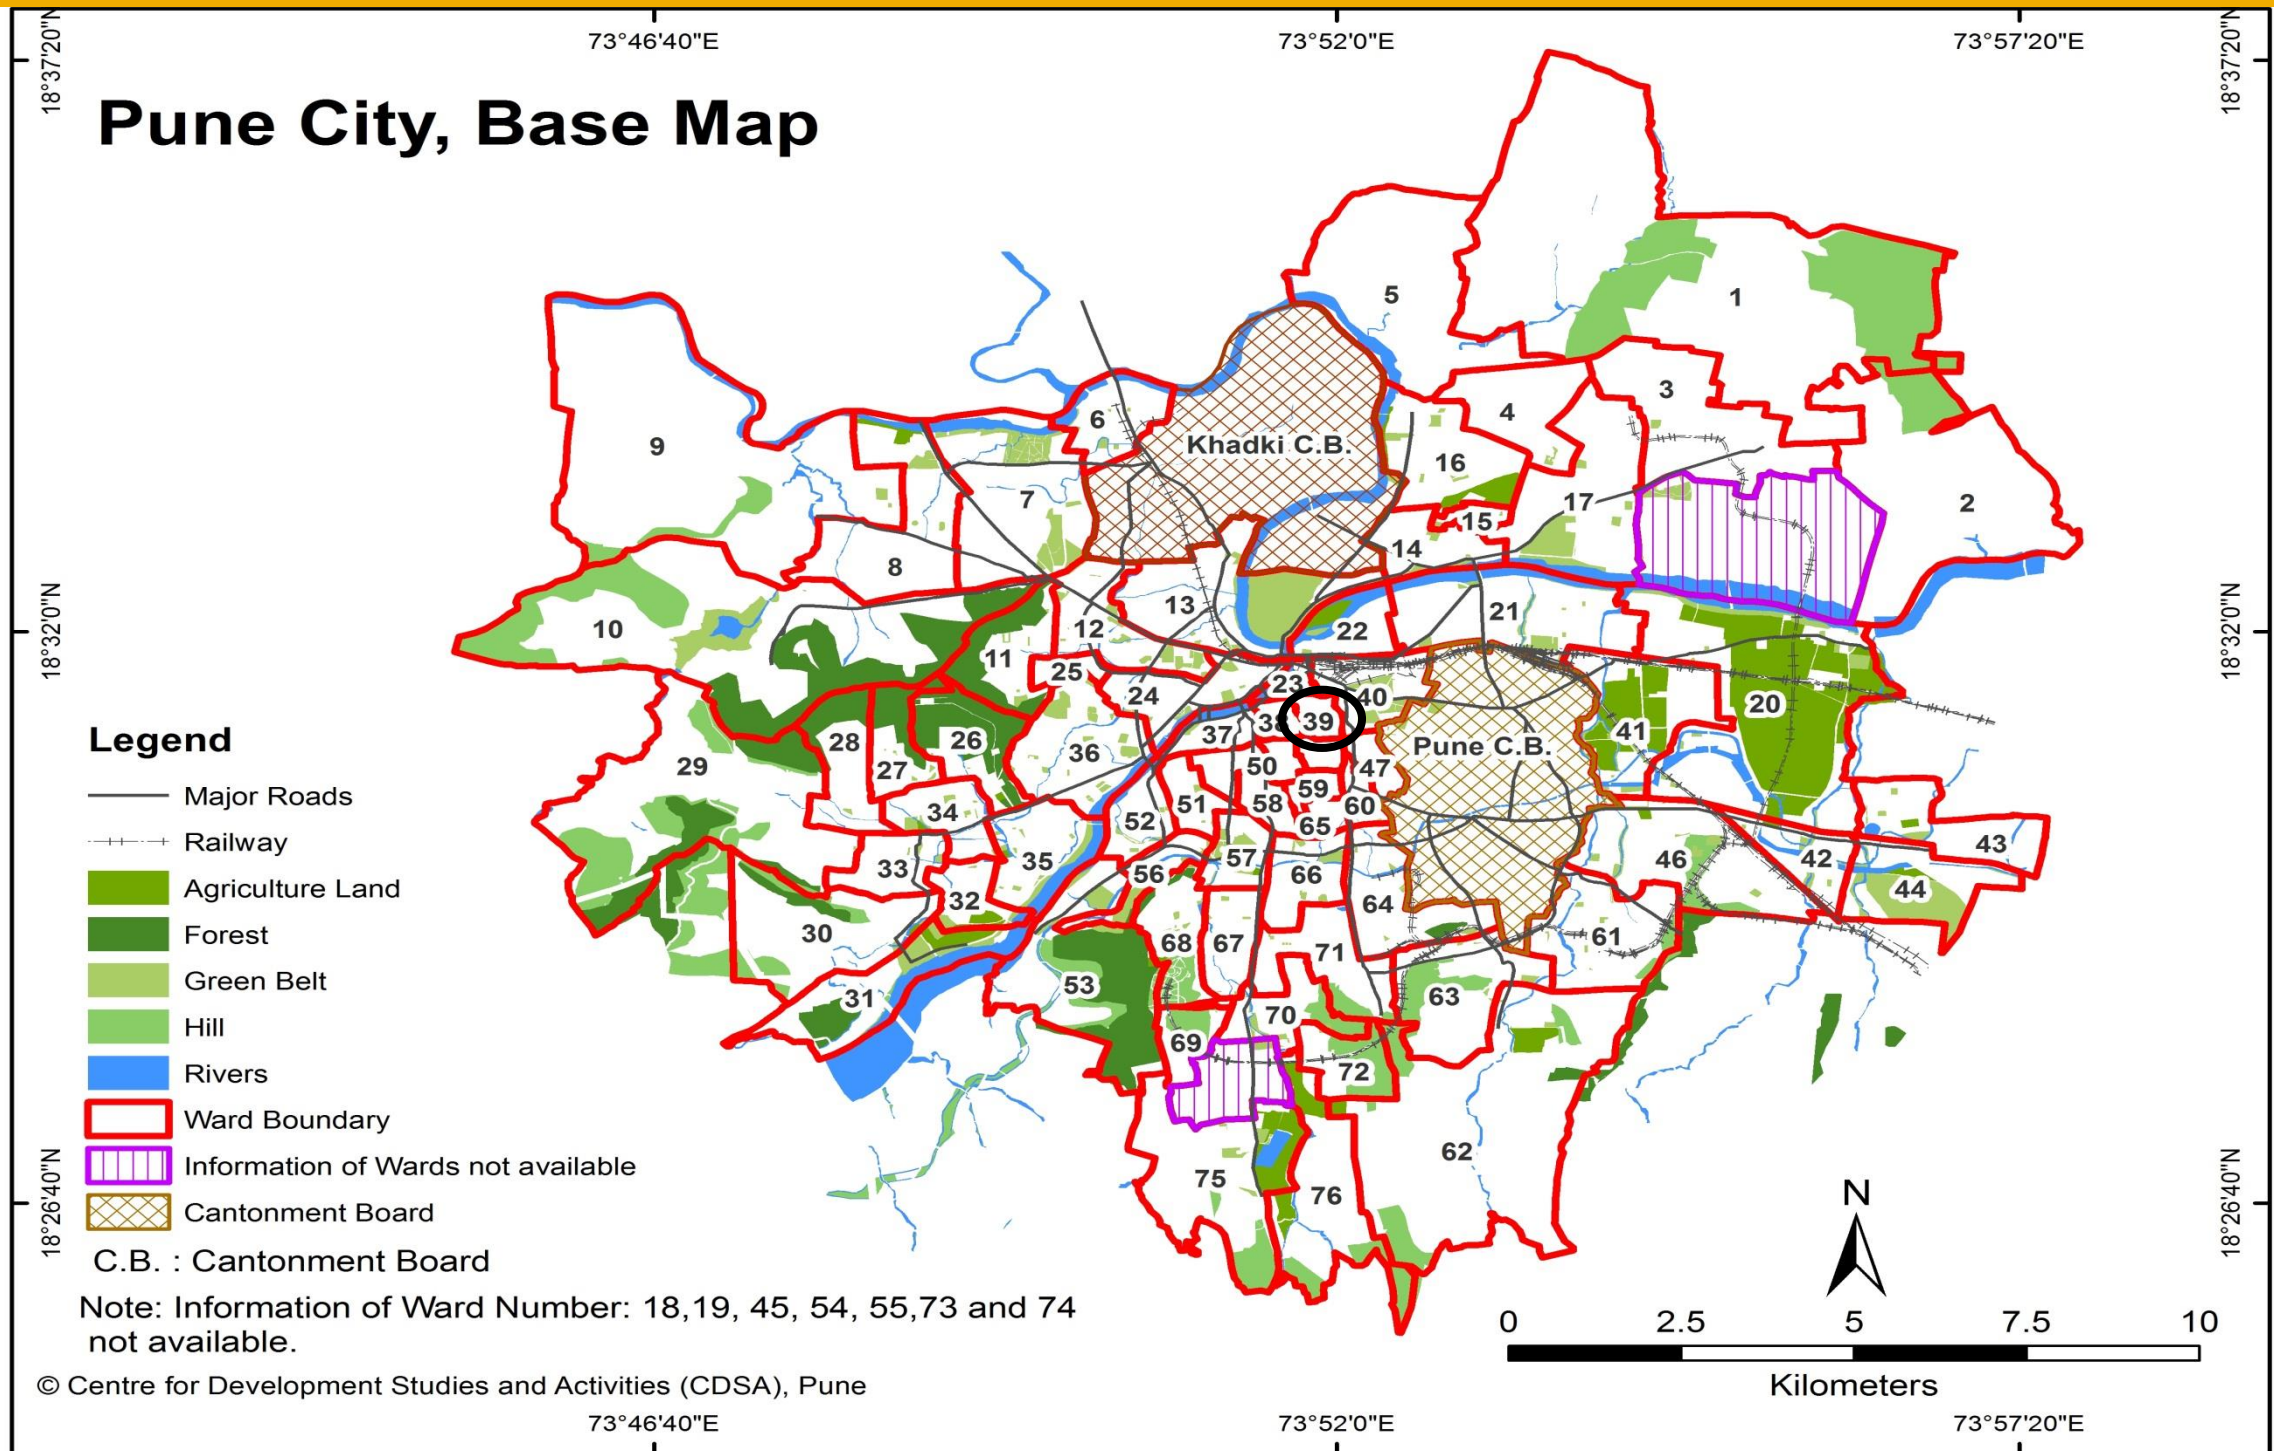 73°46'40"E
73°52'0"E
73°57'20"E
18°37'20"N
18°37'20"N
Pune City, Base Map
5
1
6
3
4
9
Khadki C.B.
16
7
17
2
15
14
8
13
21
10
12
22
11
25
23
24
40
20
38
39
37
41
28
26
36
Pune C.B.
29
27
50
47
59
51
58
60
34
52
65
43
35
57
46
42
33
56
66
44
32
64
30
68
67
61
71
53
31
63
70
69
72
62
75
76
18°32'0"N
18°32'0"N
Legend
Major Roads
Railway
Agriculture Land
Forest
Green Belt
Hill
Rivers
Ward Boundary
Information of Wards not available
Cantonment Board
C.B. : Cantonment Board
Note: Information of Ward Number: 18,19, 45, 54, 55,73 and 74
not available.
© Centre for Development Studies and Activities (CDSA), Pune
18°26'40"N
18°26'40"N
N
0 2.5 5 7.5 10
Kilometers
73°46'40"E
73°52'0"E
73°57'20"E